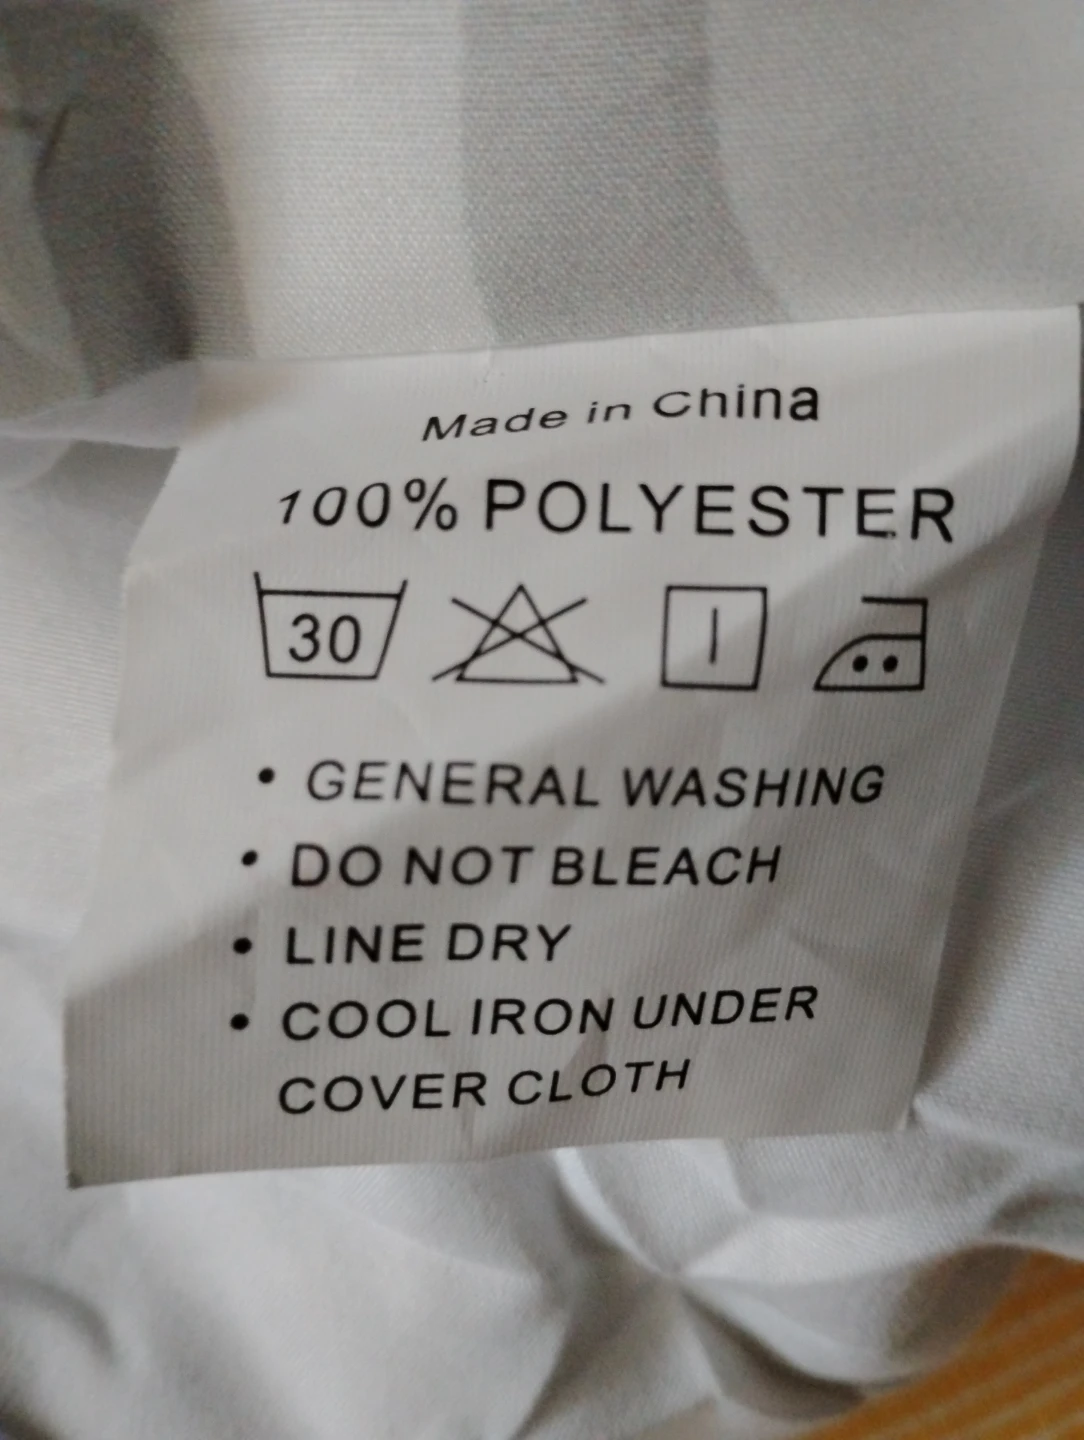 Made in China
100% POLYESTER
30
• GENERAL WASHING
• DO NOT BLEACH
• LINE DRY
• COOL IRON UNDER
COVER CLOTH